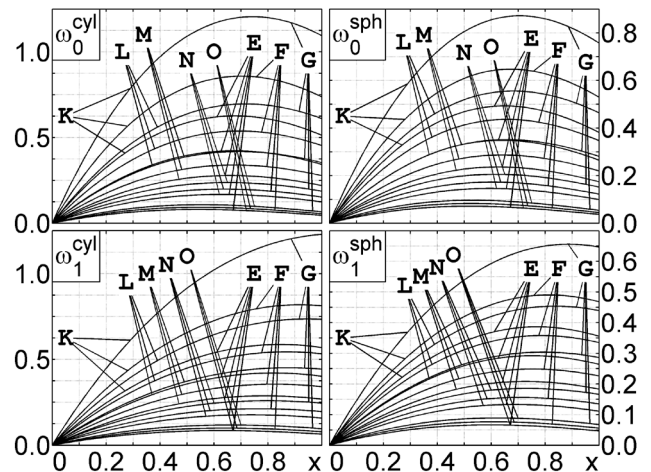 ω₀ᶜʸˡ M O E F G L N K 1.0 0.5 0.0
ω₀ˢᵖʰ M O E F G L N K 0.8 0.6 0.4 0.2 0.0
ω₁ᶜʸˡ L M N O E F G K 1.0 0.5 0.0
ω₁ˢᵖʰ L M N O E F G K 0.6 0.5 0.4 0.3 0.2 0.1 0.0
0 0.2 0.4 0.6 0.8 x 0 0.2 0.4 0.6 0.8 x